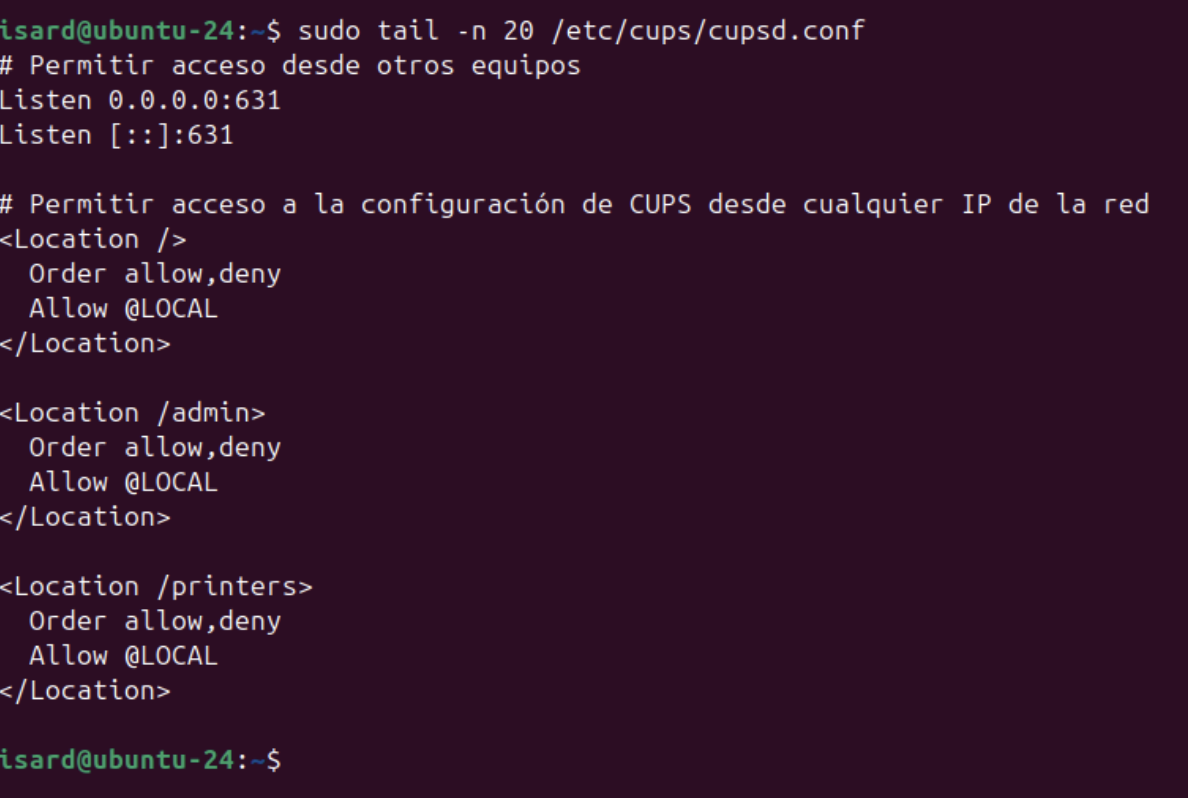 isard@ubuntu-24:~$ sudo tail -n 20 /etc/cups/cupsd.conf
# Permitir acceso desde otros equipos
Listen 0.0.0.0:631
Listen [::]:631

# Permitir acceso a la configuración de CUPS desde cualquier IP de la red
<Location />
  Order allow,deny
  Allow @LOCAL
</Location>

<Location /admin>
  Order allow,deny
  Allow @LOCAL
</Location>

<Location /printers>
  Order allow,deny
  Allow @LOCAL
</Location>

isard@ubuntu-24:~$